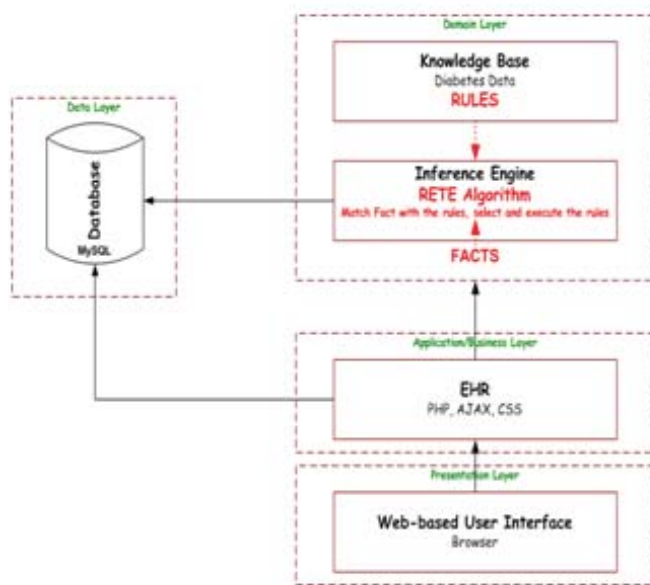 Domain Layer
Knowledge Base
Diabetes Data
RULES
Data Layer
Database
MySQL
Inference Engine
RETE Algorithm
Match Fact with the rules, select and execute the rules
FACTS
Application/Business Layer
EHR
PHP, AJAX, CSS
Presentation Layer
Web-based User Interface
Browser